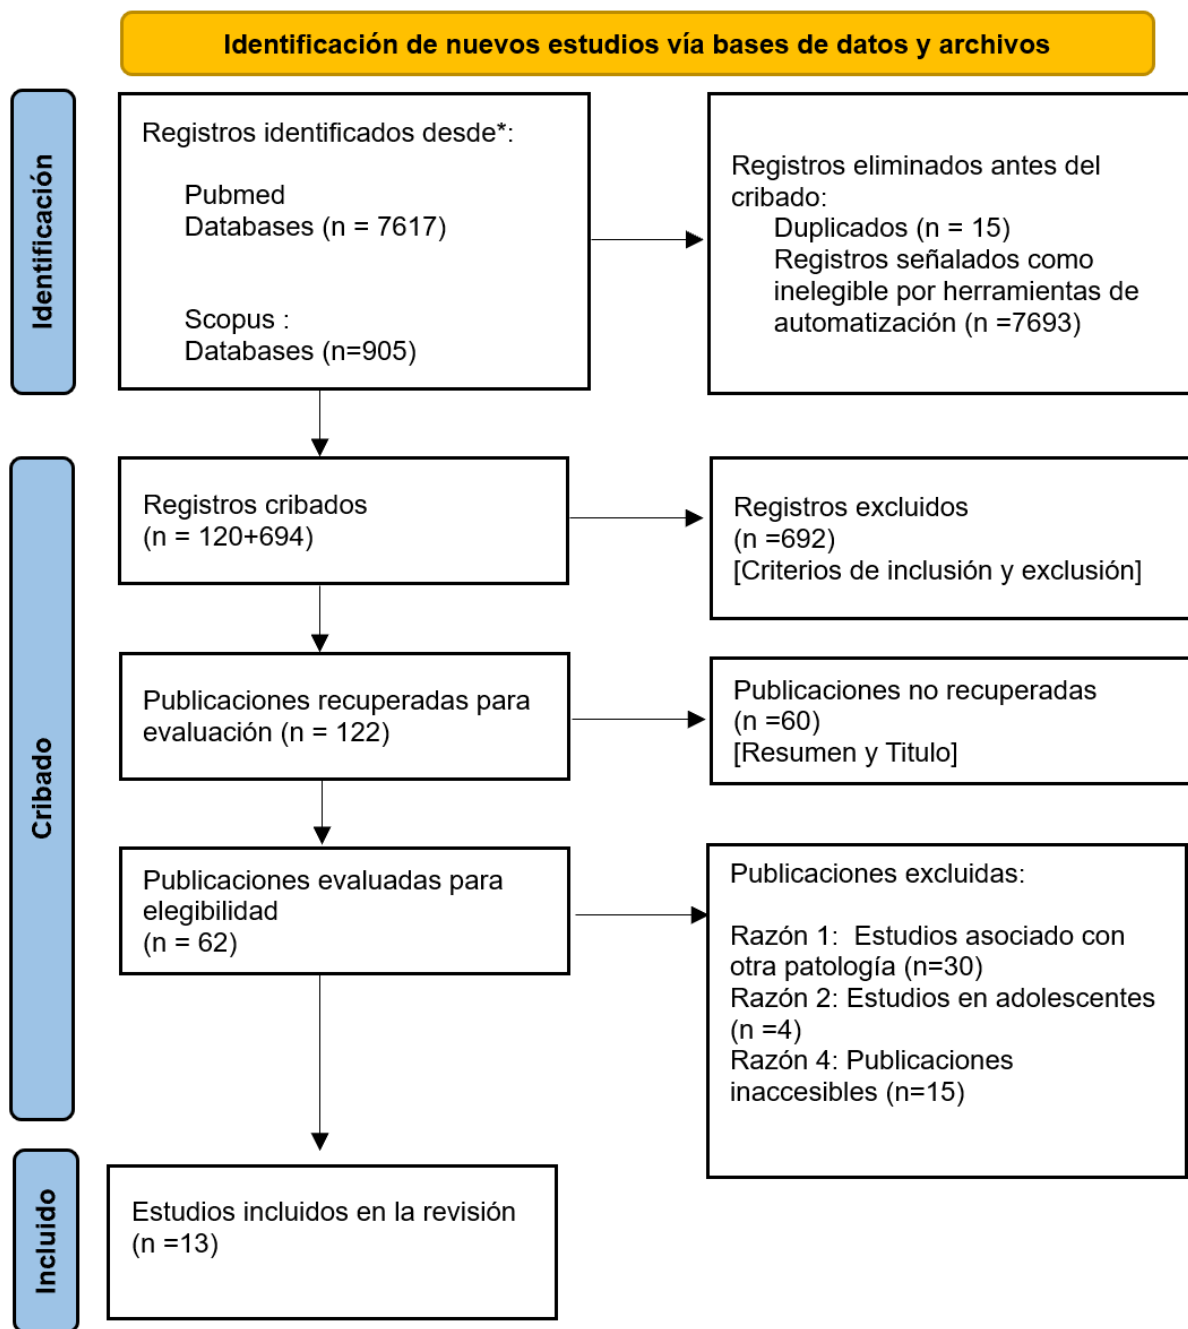 Identificación de nuevos estudios vía bases de datos y archivos
Identificación
Registros identificados desde*:
Pubmed
Databases (n = 7617)
Scopus :
Databases (n=905)
Registros eliminados antes del
cribado:
Duplicados (n = 15)
Registros señalados como
inelegible por herramientas de
automatización (n =7693)
Cribado
Registros cribados
(n = 120+694)
Registros excluidos
(n =692)
[Criterios de inclusión y exclusión]
Publicaciones recuperadas para
evaluación (n = 122)
Publicaciones no recuperadas
(n =60)
[Resumen y Titulo]
Publicaciones evaluadas para
elegibilidad
(n = 62)
Publicaciones excluidas:
Razón 1:  Estudios asociado con
otra patología (n=30)
Razón 2: Estudios en adolescentes
(n =4)
Razón 4: Publicaciones
inaccesibles (n=15)
Incluido
Estudios incluidos en la revisión
(n =13)